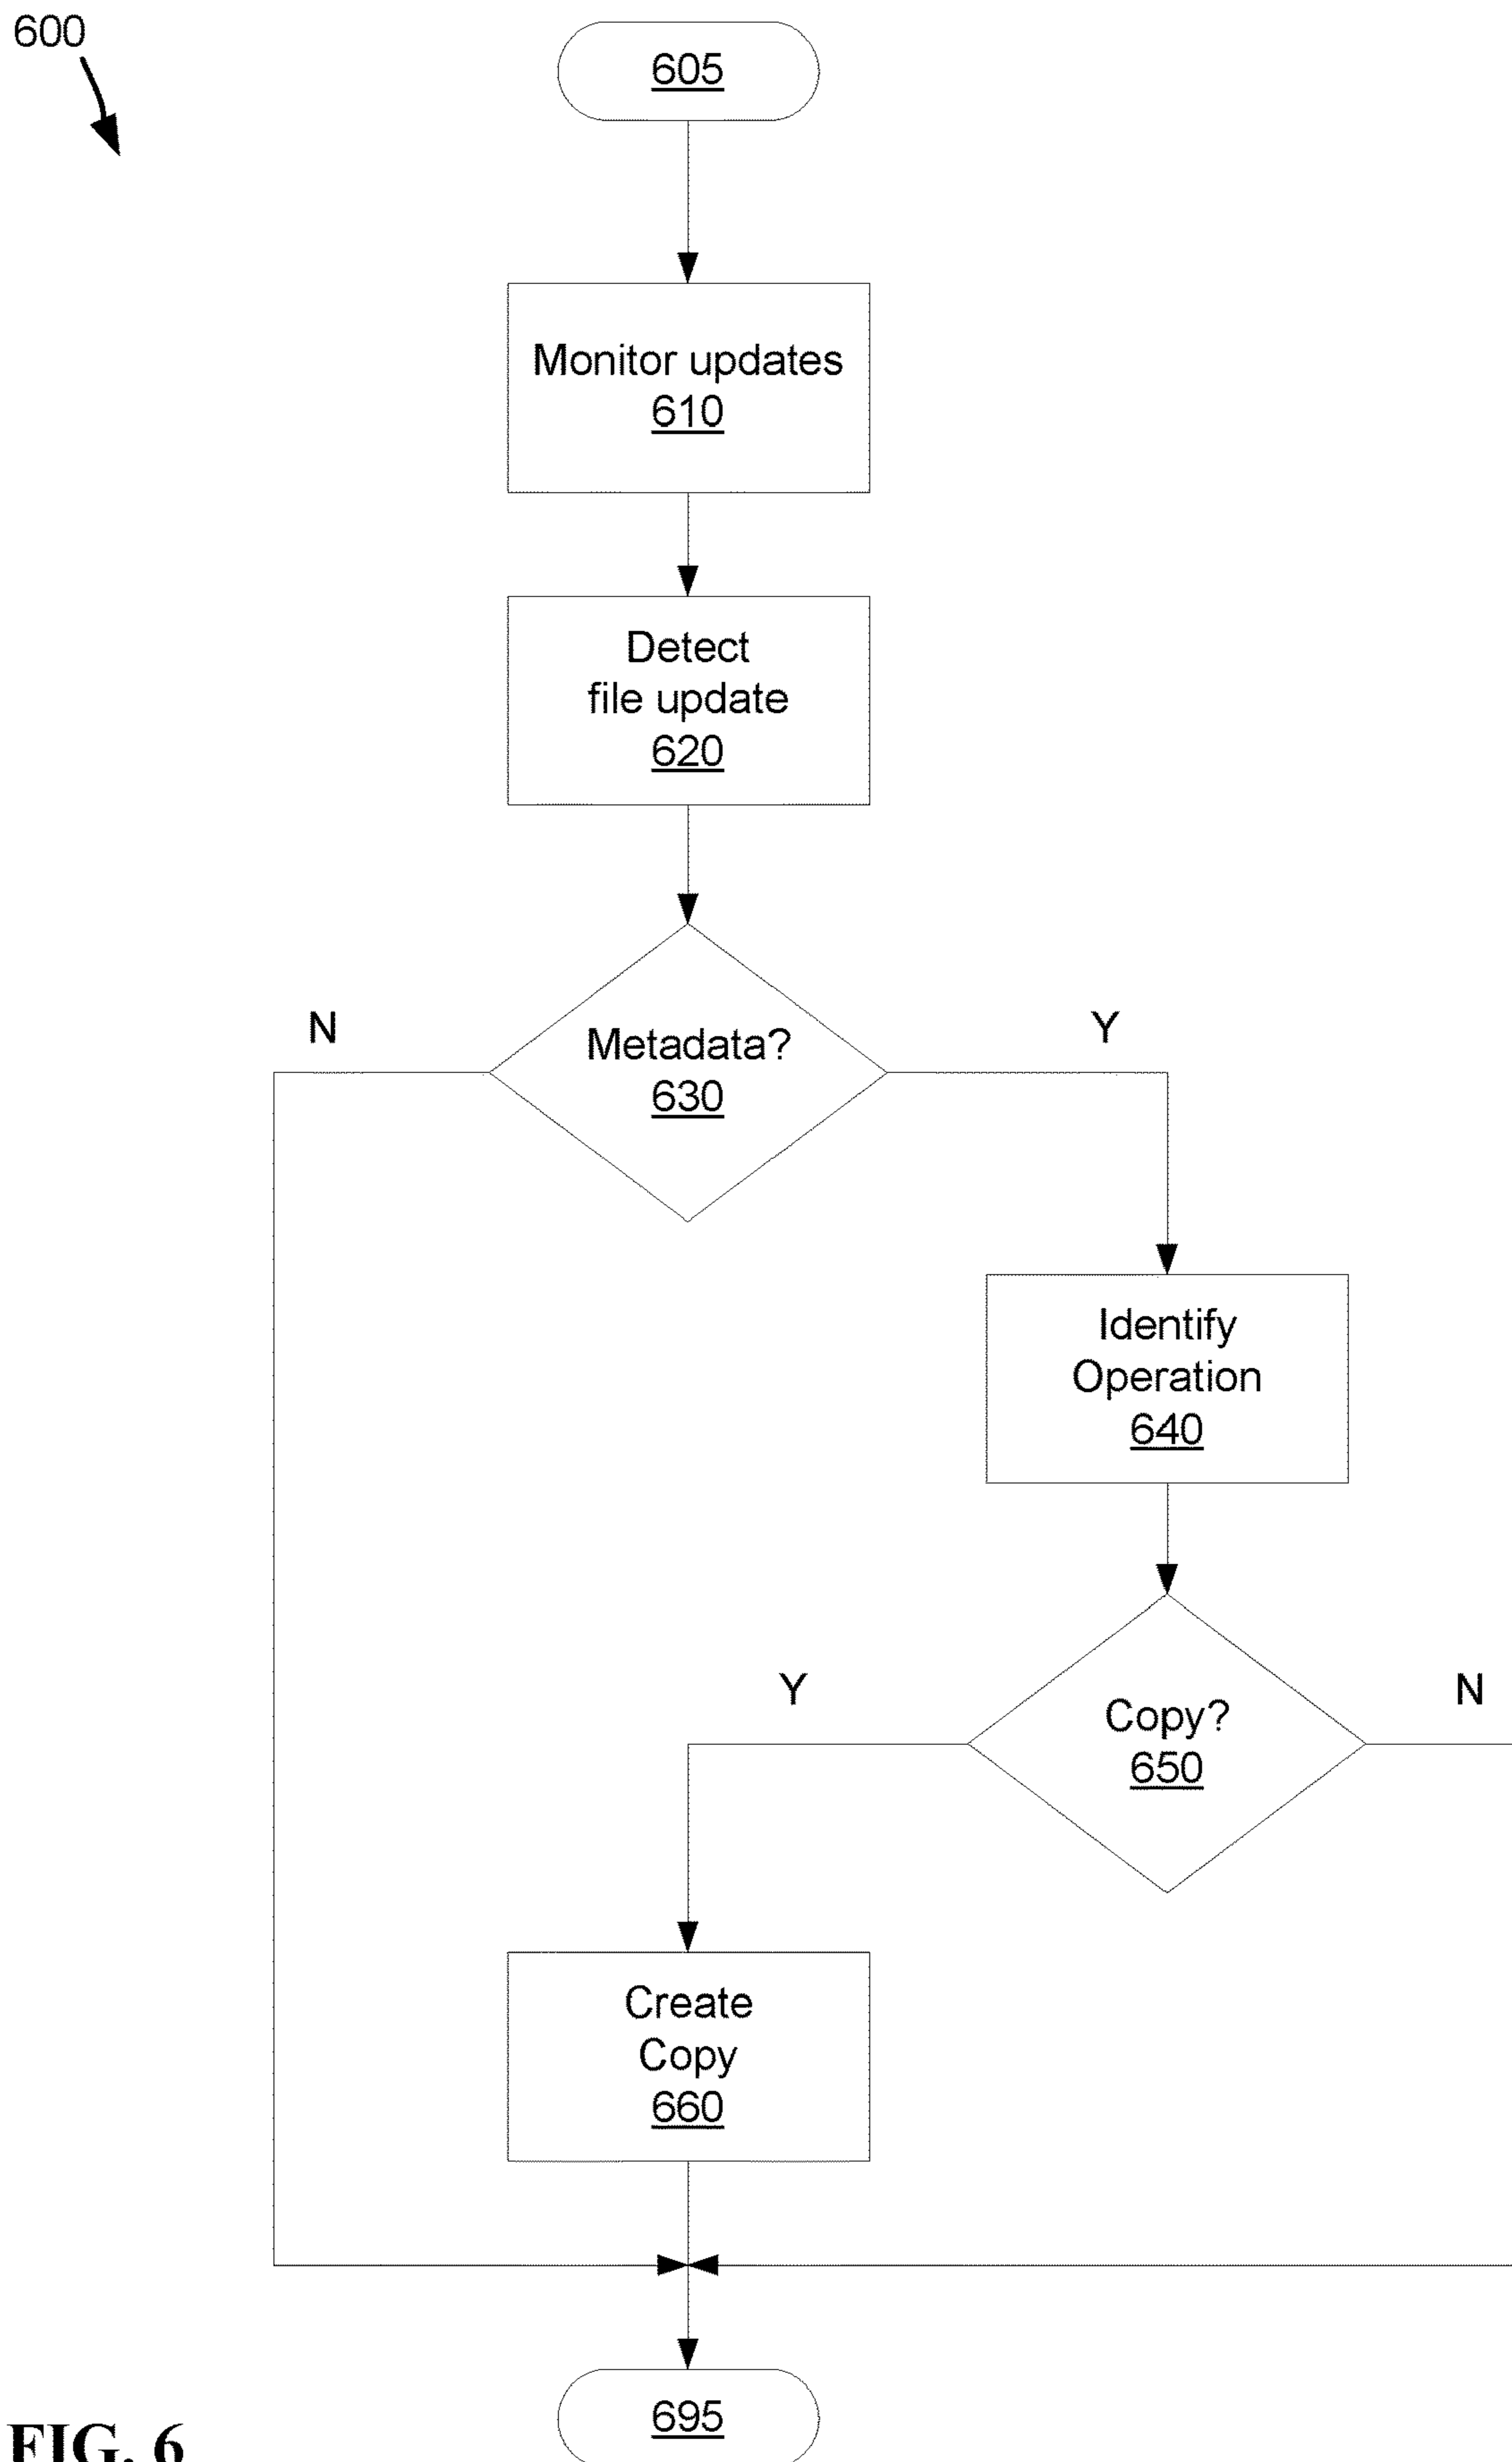 600
605
Monitor updates
610
Detect
file update
620
N
Metadata?
630
Y
Identify
Operation
640
Y
Copy?
650
N
Create
Copy
660
695
FIG. 6